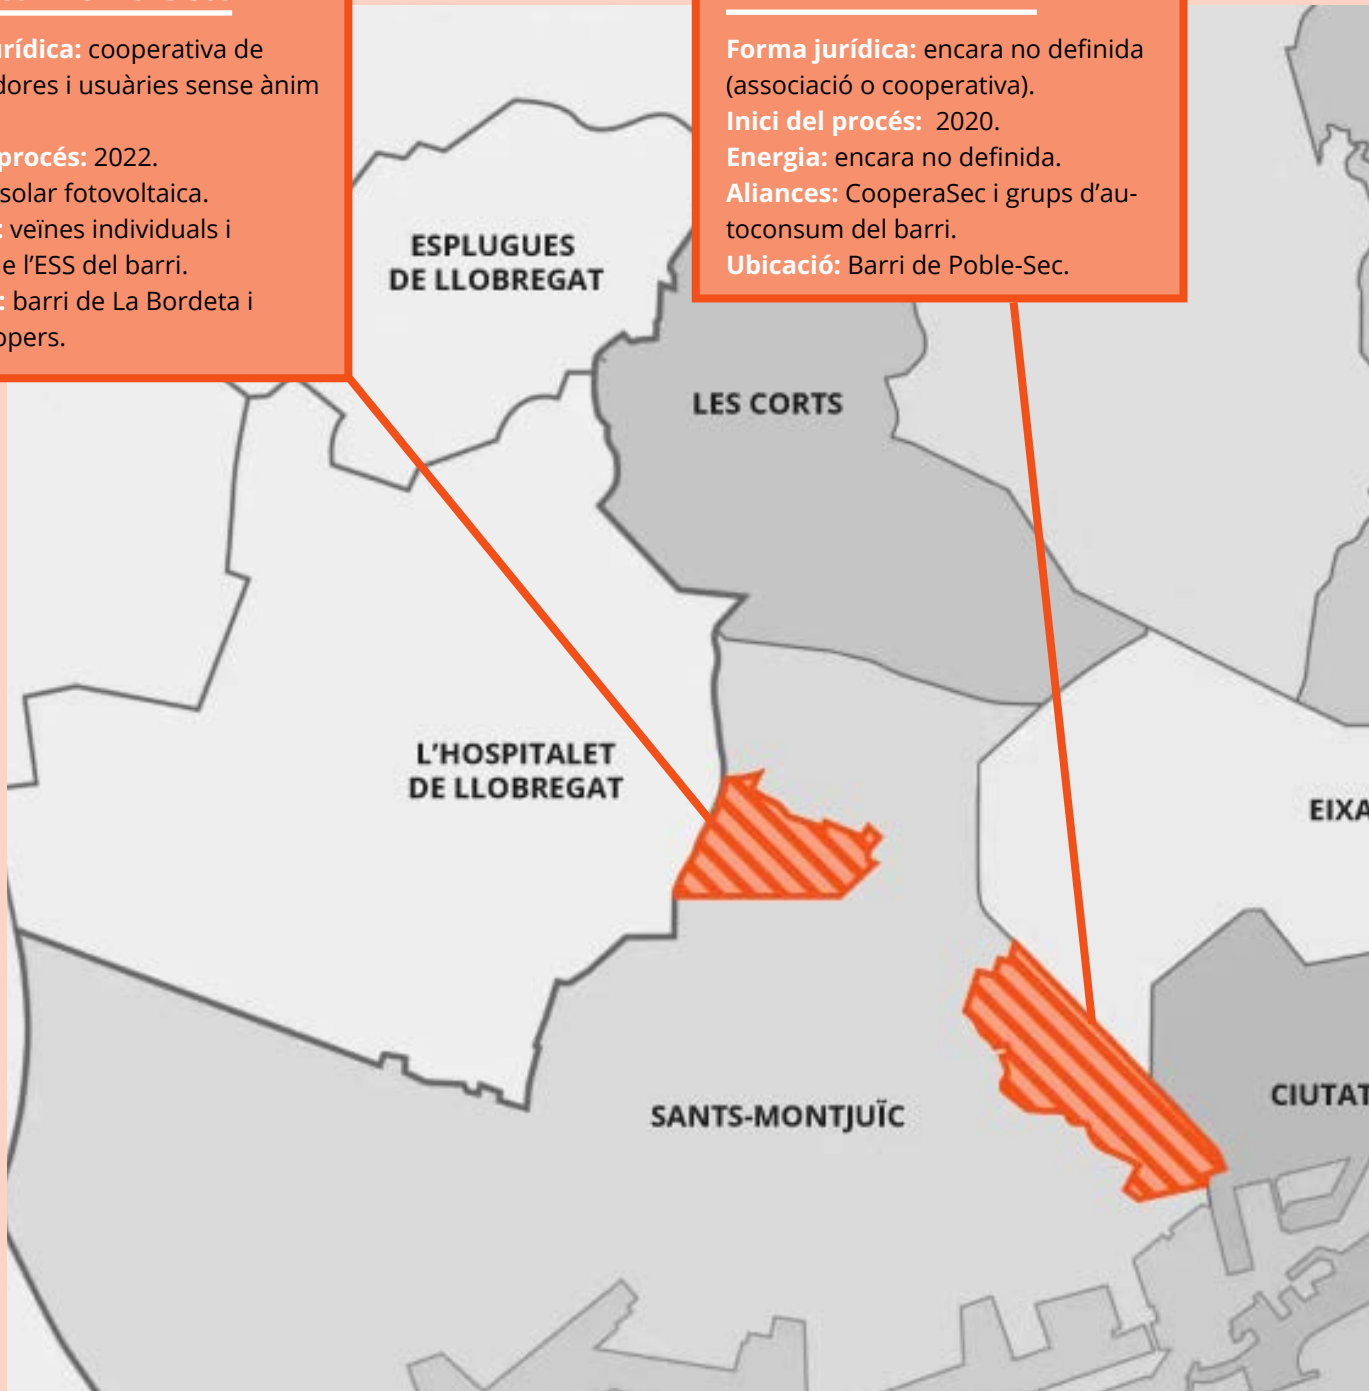 urídica: cooperativa de
dores i usuàries sense ànim
procés: 2022.
solar fotovoltaica.
: veïnes individuals i
e l’ESS del barri.
: barri de La Bordeta i
opers.
Forma jurídica: encara no definida
(associació o cooperativa).
Inici del procés: 2020.
Energia: encara no definida.
Aliances: CooperaSec i grups d’au-
toconsum del barri.
Ubicació: Barri de Poble-Sec.
ESPLUGUES
DE LLOBREGAT
LES CORTS
L’HOSPITALET
DE LLOBREGAT
EIXA
SANTS-MONTJUÏC
CIUTAT